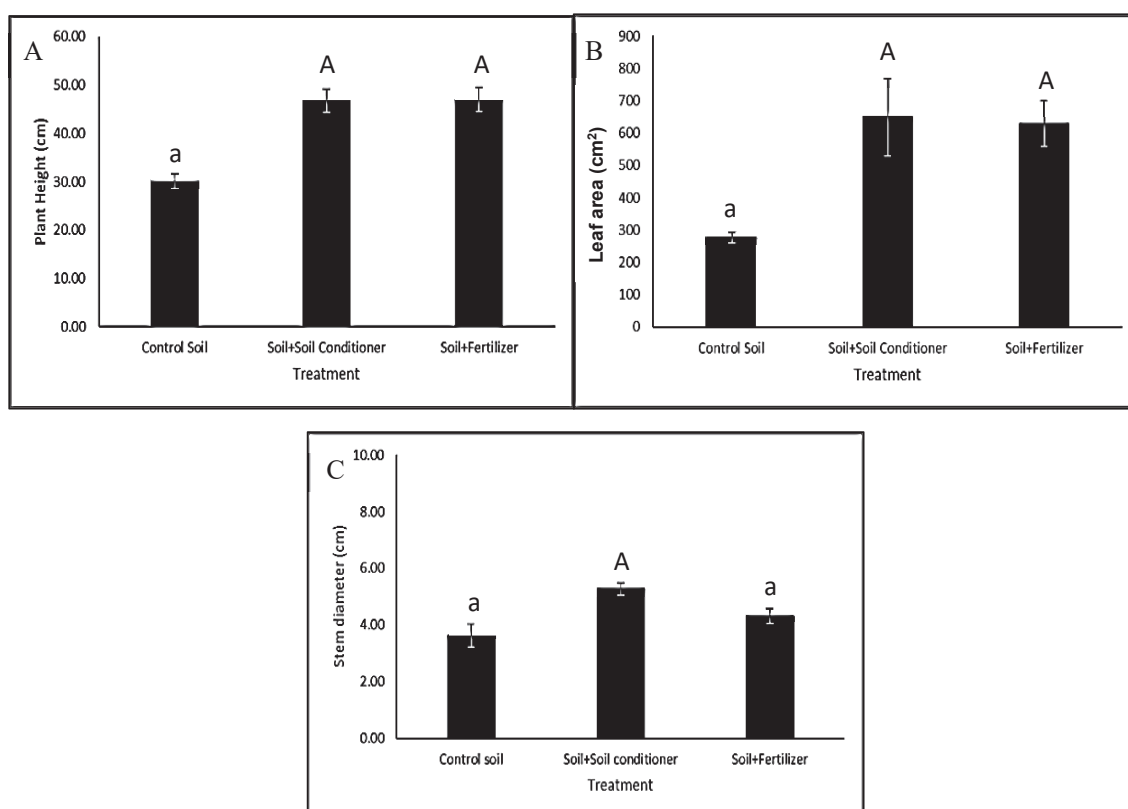 A
Plant Height (cm)
60.00
50.00
40.00
30.00
20.00
10.00
0.00
a
A
A
Control Soil
Soil+Soil Conditioner
Soil+Fertilizer
Treatment
B
Leaf area (cm²)
900
800
700
600
500
400
300
200
100
0
a
A
A
Control Soil
Soil+Soil Conditioner
Soil+Fertilizer
Treatment
C
Stem diameter (cm)
10.00
8.00
6.00
4.00
2.00
0.00
a
A
a
Control soil
Soil+Soil conditioner
Soil+Fertilizer
Treatment